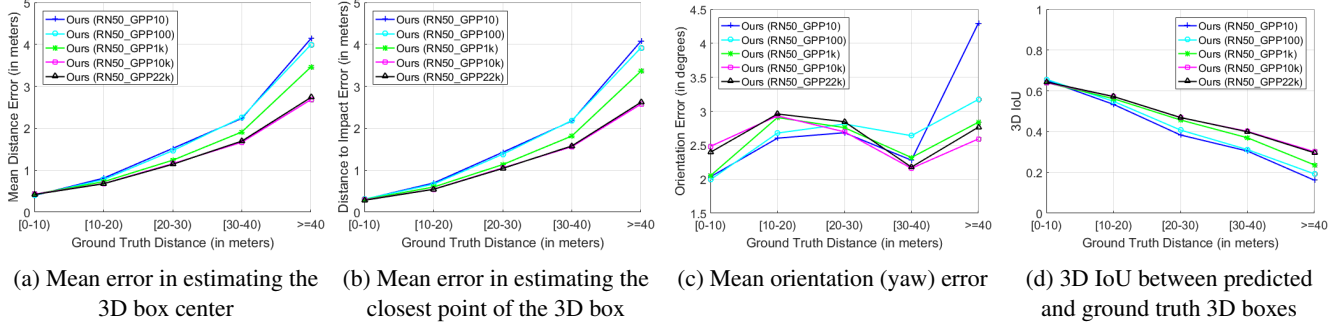 Mean Distance Error (in meters)
5
4
3
2
1
0
Ours (RN50_GPP10)
Ours (RN50_GPP100)
Ours (RN50_GPP1k)
Ours (RN50_GPP10k)
Ours (RN50_GPP22k)
[0-10) [10-20) [20-30) [30-40) >=40
Ground Truth Distance (in meters)
(a) Mean error in estimating the
3D box center
Distance to Impact Error (in meters)
5
4
3
2
1
0
Ours (RN50_GPP10)
Ours (RN50_GPP100)
Ours (RN50_GPP1k)
Ours (RN50_GPP10k)
Ours (RN50_GPP22k)
[0-10) [10-20) [20-30) [30-40) >=40
Ground Truth Distance (in meters)
(b) Mean error in estimating the
closest point of the 3D box
Orientation Error (in degrees)
4.5
4
3.5
3
2.5
2
1.5
Ours (RN50_GPP10)
Ours (RN50_GPP100)
Ours (RN50_GPP1k)
Ours (RN50_GPP10k)
Ours (RN50_GPP22k)
[0-10) [10-20) [20-30) [30-40) >=40
Ground Truth Distance (in meters)
(c) Mean orientation (yaw) error
3D IoU
1
0.8
0.6
0.4
0.2
0
Ours (RN50_GPP10)
Ours (RN50_GPP100)
Ours (RN50_GPP1k)
Ours (RN50_GPP10k)
Ours (RN50_GPP22k)
[0-10) [10-20) [20-30) [30-40) >=40
Ground Truth Distance (in meters)
(d) 3D IoU between predicted
and ground truth 3D boxes